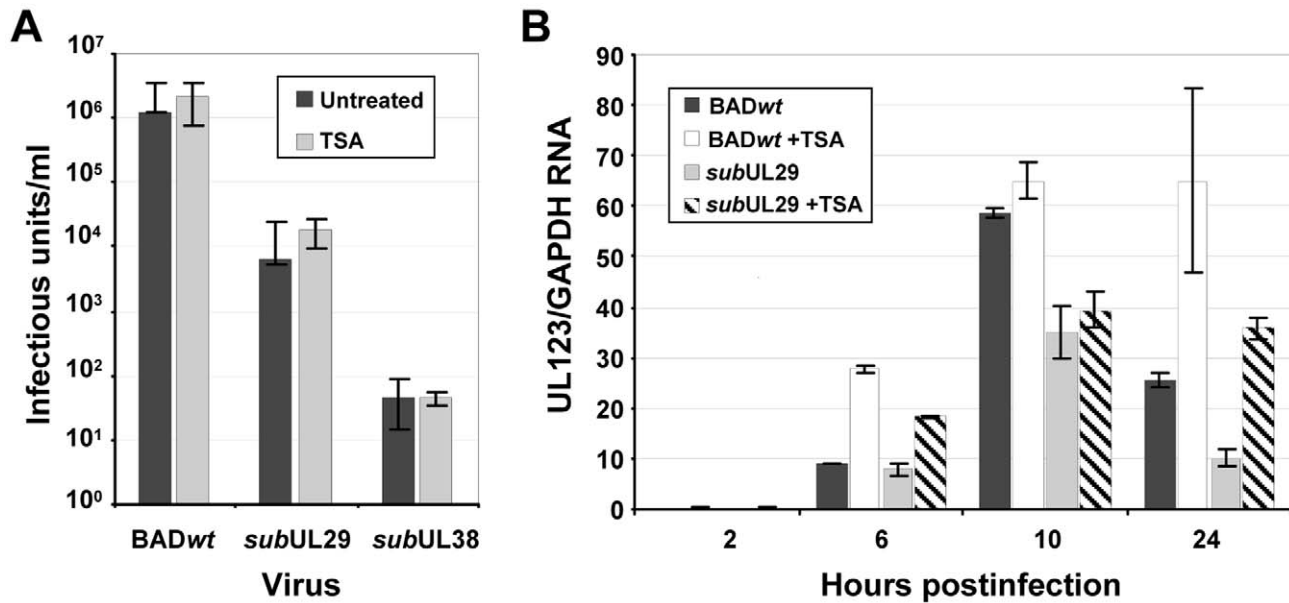 A
Infectious units/ml
10⁷
10⁶
10⁵
10⁴
10³
10²
10¹
10⁰
Untreated
TSA
BADwt
subUL29
subUL38
Virus
B
UL123/GAPDH RNA
90
80
70
60
50
40
30
20
10
0
BADwt
BADwt +TSA
subUL29
subUL29 +TSA
2
6
10
24
Hours postinfection